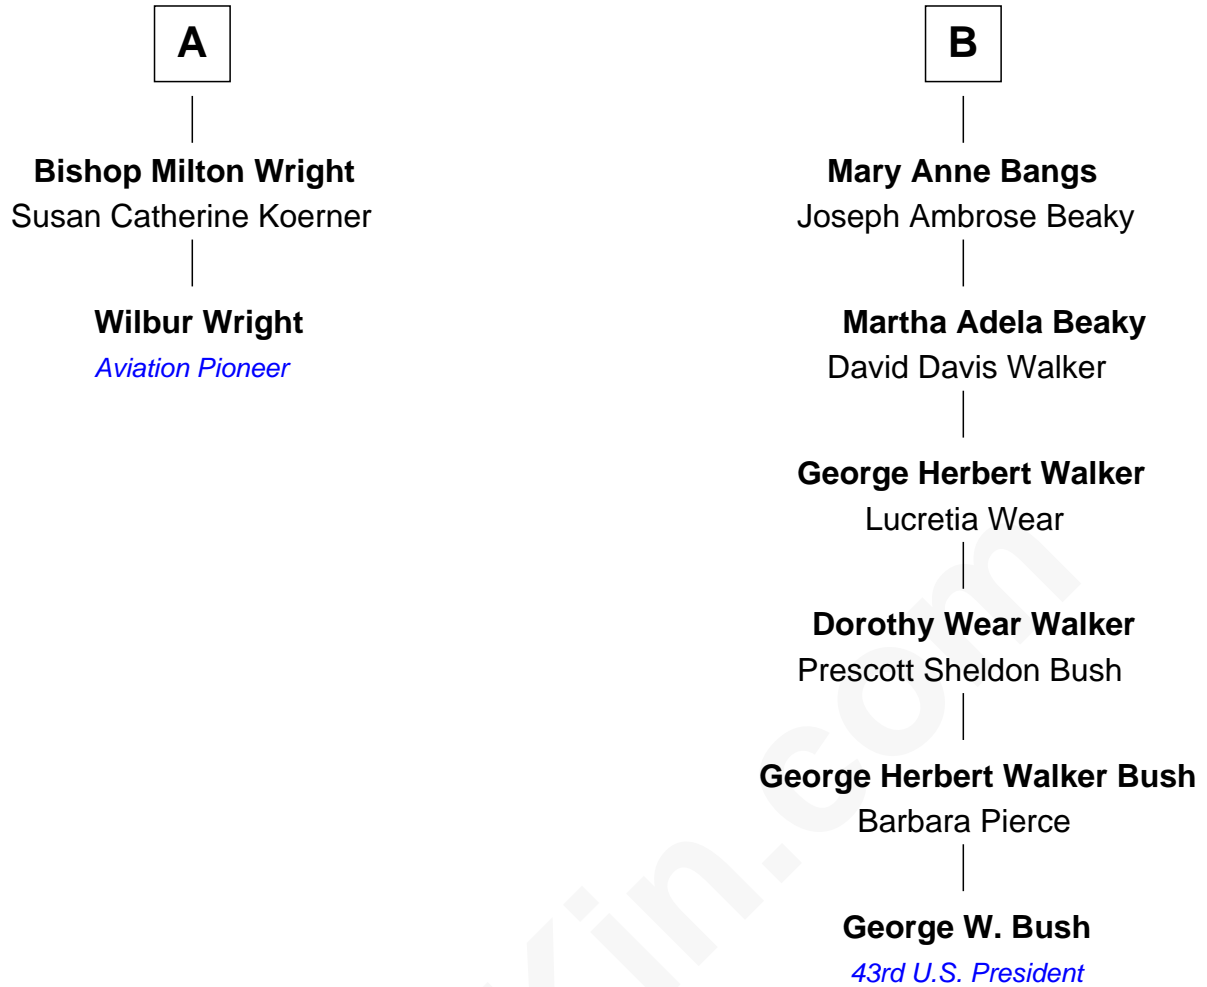 A
Bishop Milton Wright
Susan Catherine Koerner
Wilbur Wright
Aviation Pioneer
B
Mary Anne Bangs
Joseph Ambrose Beaky
Martha Adela Beaky
David Davis Walker
George Herbert Walker
Lucretia Wear
Dorothy Wear Walker
Prescott Sheldon Bush
George Herbert Walker Bush
Barbara Pierce
George W. Bush
43rd U.S. President
Kin.com